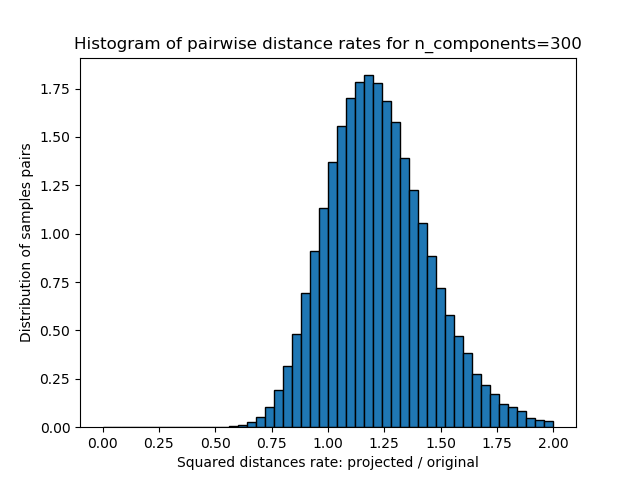 Histogram of pairwise distance rates for n_components=300
Distribution of samples pairs
1.75
1.50
1.25
1.00
0.75
0.50
0.25
0.00
0.00 0.25 0.50 0.75 1.00 1.25 1.50 1.75 2.00
Squared distances rate: projected / original